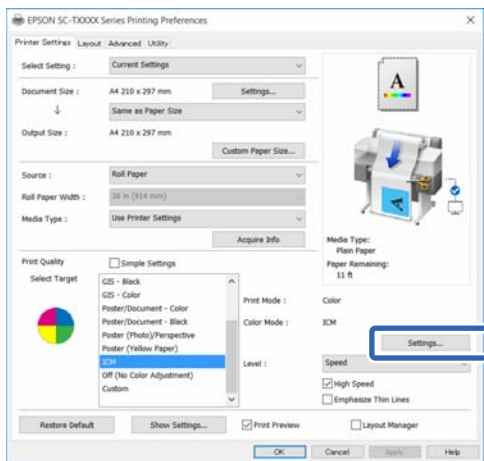 EPSON SC-TXXXX Series Printing Preferences
Printer Settings Layout Advanced Utility
Select Setting : Current Settings
Document Size : A4 210 x 297 mm Settings...
Same as Paper Size
Output Size : A4 210 x 297 mm
Custom Paper Size...
Source : Roll Paper
Roll Paper Width : 36 in (914 mm)
Media Type : Use Printer Settings
Acquire Info
A
Media Type:
Plain Paper
Paper Remaining:
11 ft
Print Quality Simple Settings
Select Target
GIS - Black
GIS - Color
Poster/Document - Color
Poster/Document - Black
Poster (Photo)/Perspective
Poster (Yellow Paper)
ICM
Off (No Color Adjustment)
Custom
Print Mode : Color
Color Mode : ICM
Settings...
Level : Speed
High Speed
Emphasize Thin Lines
Restore Default Show Settings... Print Preview Layout Manager
OK Cancel Apply Help